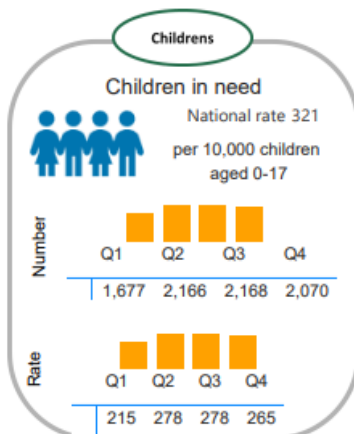 Childrens
Children in need
National rate 321
per 10,000 children
aged 0-17
Number
Q1 Q2 Q3 Q4
1,677 2,166 2,168 2,070
Rate
Q1 Q2 Q3 Q4
215 278 278 265